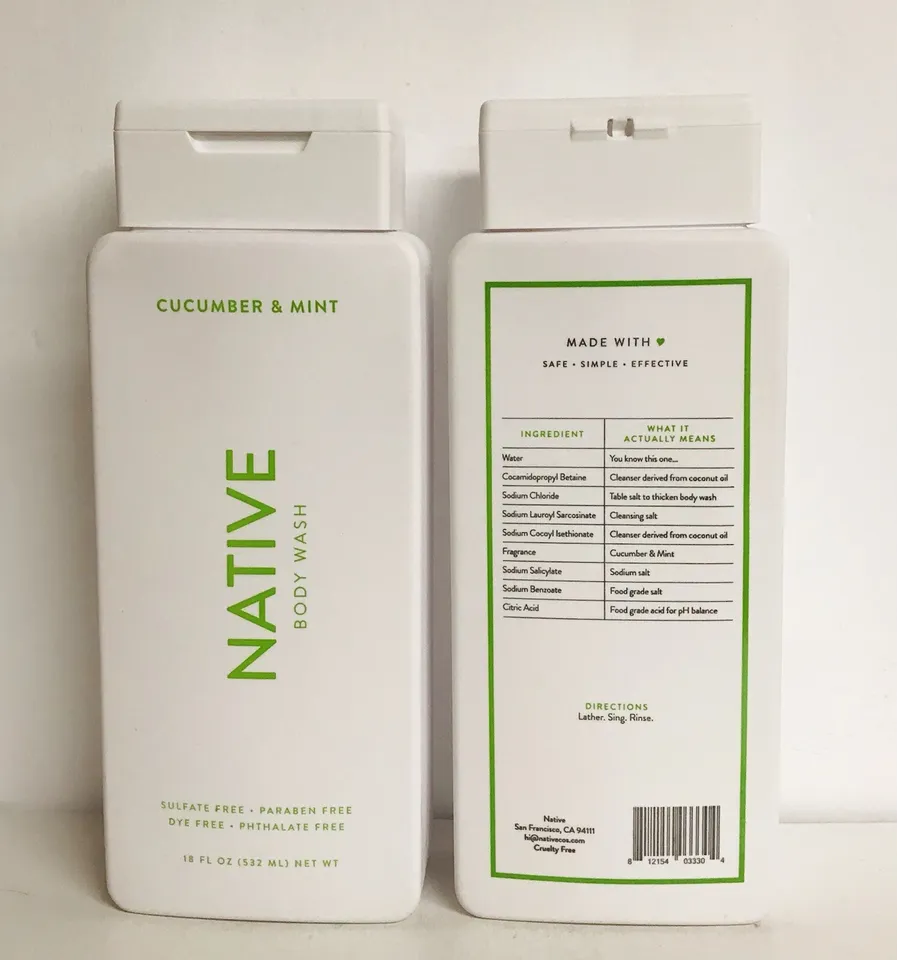 CUCUMBER & MINT
NATIVE
BODY WASH
SULFATE FREE • PARABEN FREE
DYE FREE • PHTHALATE FREE
18 FL OZ (532 ML) NET WT
MADE WITH
SAFE • SIMPLE • EFFECTIVE
INGREDIENT WHAT IT ACTUALLY MEANS
Water You know this one...
Cocamidopropyl Betaine Cleanser derived from coconut oil
Sodium Chloride Table salt to thicken body wash
Sodium Lauroyl Sarcosinate Cleansing salt
Sodium Cocoyl Isethionate Cleanser derived from coconut oil
Fragrance Cucumber & Mint
Sodium Salicylate Sodium salt
Sodium Benzoate Food grade salt
Citric Acid Food grade acid for pH balance
DIRECTIONS
Lather. Sing. Rinse.
Native
San Francisco, CA 94111
hi@nativecos.com
Cruelty Free
8 12154 03330 4